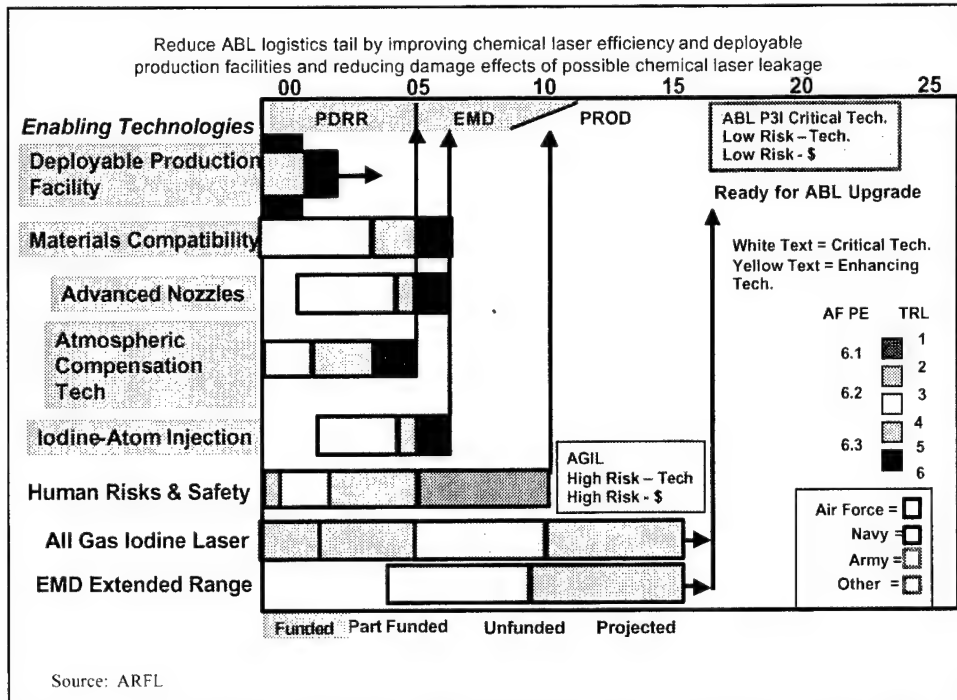 Reduce ABL logistics tail by improving chemical laser efficiency and deployable
production facilities and reducing damage effects of possible chemical laser leakage
00 05 10 15 20 25
Enabling Technologies
PDRR EMD PROD
ABL P3I Critical Tech.
Low Risk – Tech.
Low Risk - $
Deployable Production
Facility
Ready for ABL Upgrade
Materials Compatibility
White Text = Critical Tech.
Yellow Text = Enhancing
Tech.
Advanced Nozzles
AF PE TRL
Atmospheric
Compensation
Tech
6.1
6.2
6.3
1
2
3
4
5
6
Iodine-Atom Injection
AGIL
High Risk – Tech
High Risk - $
Human Risks & Safety
Air Force =
Navy =
Army =
Other =
All Gas Iodine Laser
EMD Extended Range
Funded Part Funded Unfunded Projected
Source: ARFL